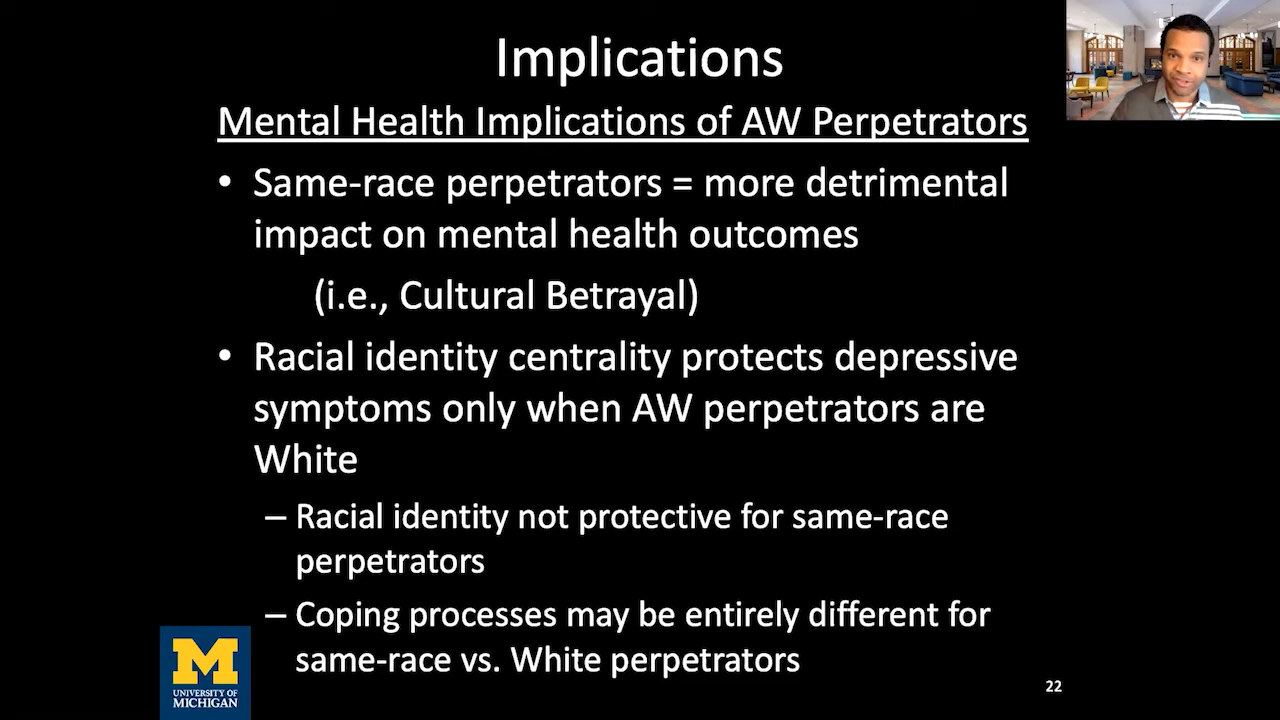 Implications
Mental Health Implications of AW Perpetrators
• Same-race perpetrators = more detrimental
impact on mental health outcomes
(i.e., Cultural Betrayal)
• Racial identity centrality protects depressive
symptoms only when AW perpetrators are
White
– Racial identity not protective for same-race
perpetrators
– Coping processes may be entirely different for
same-race vs. White perpetrators
M
UNIVERSITY OF
MICHIGAN
22